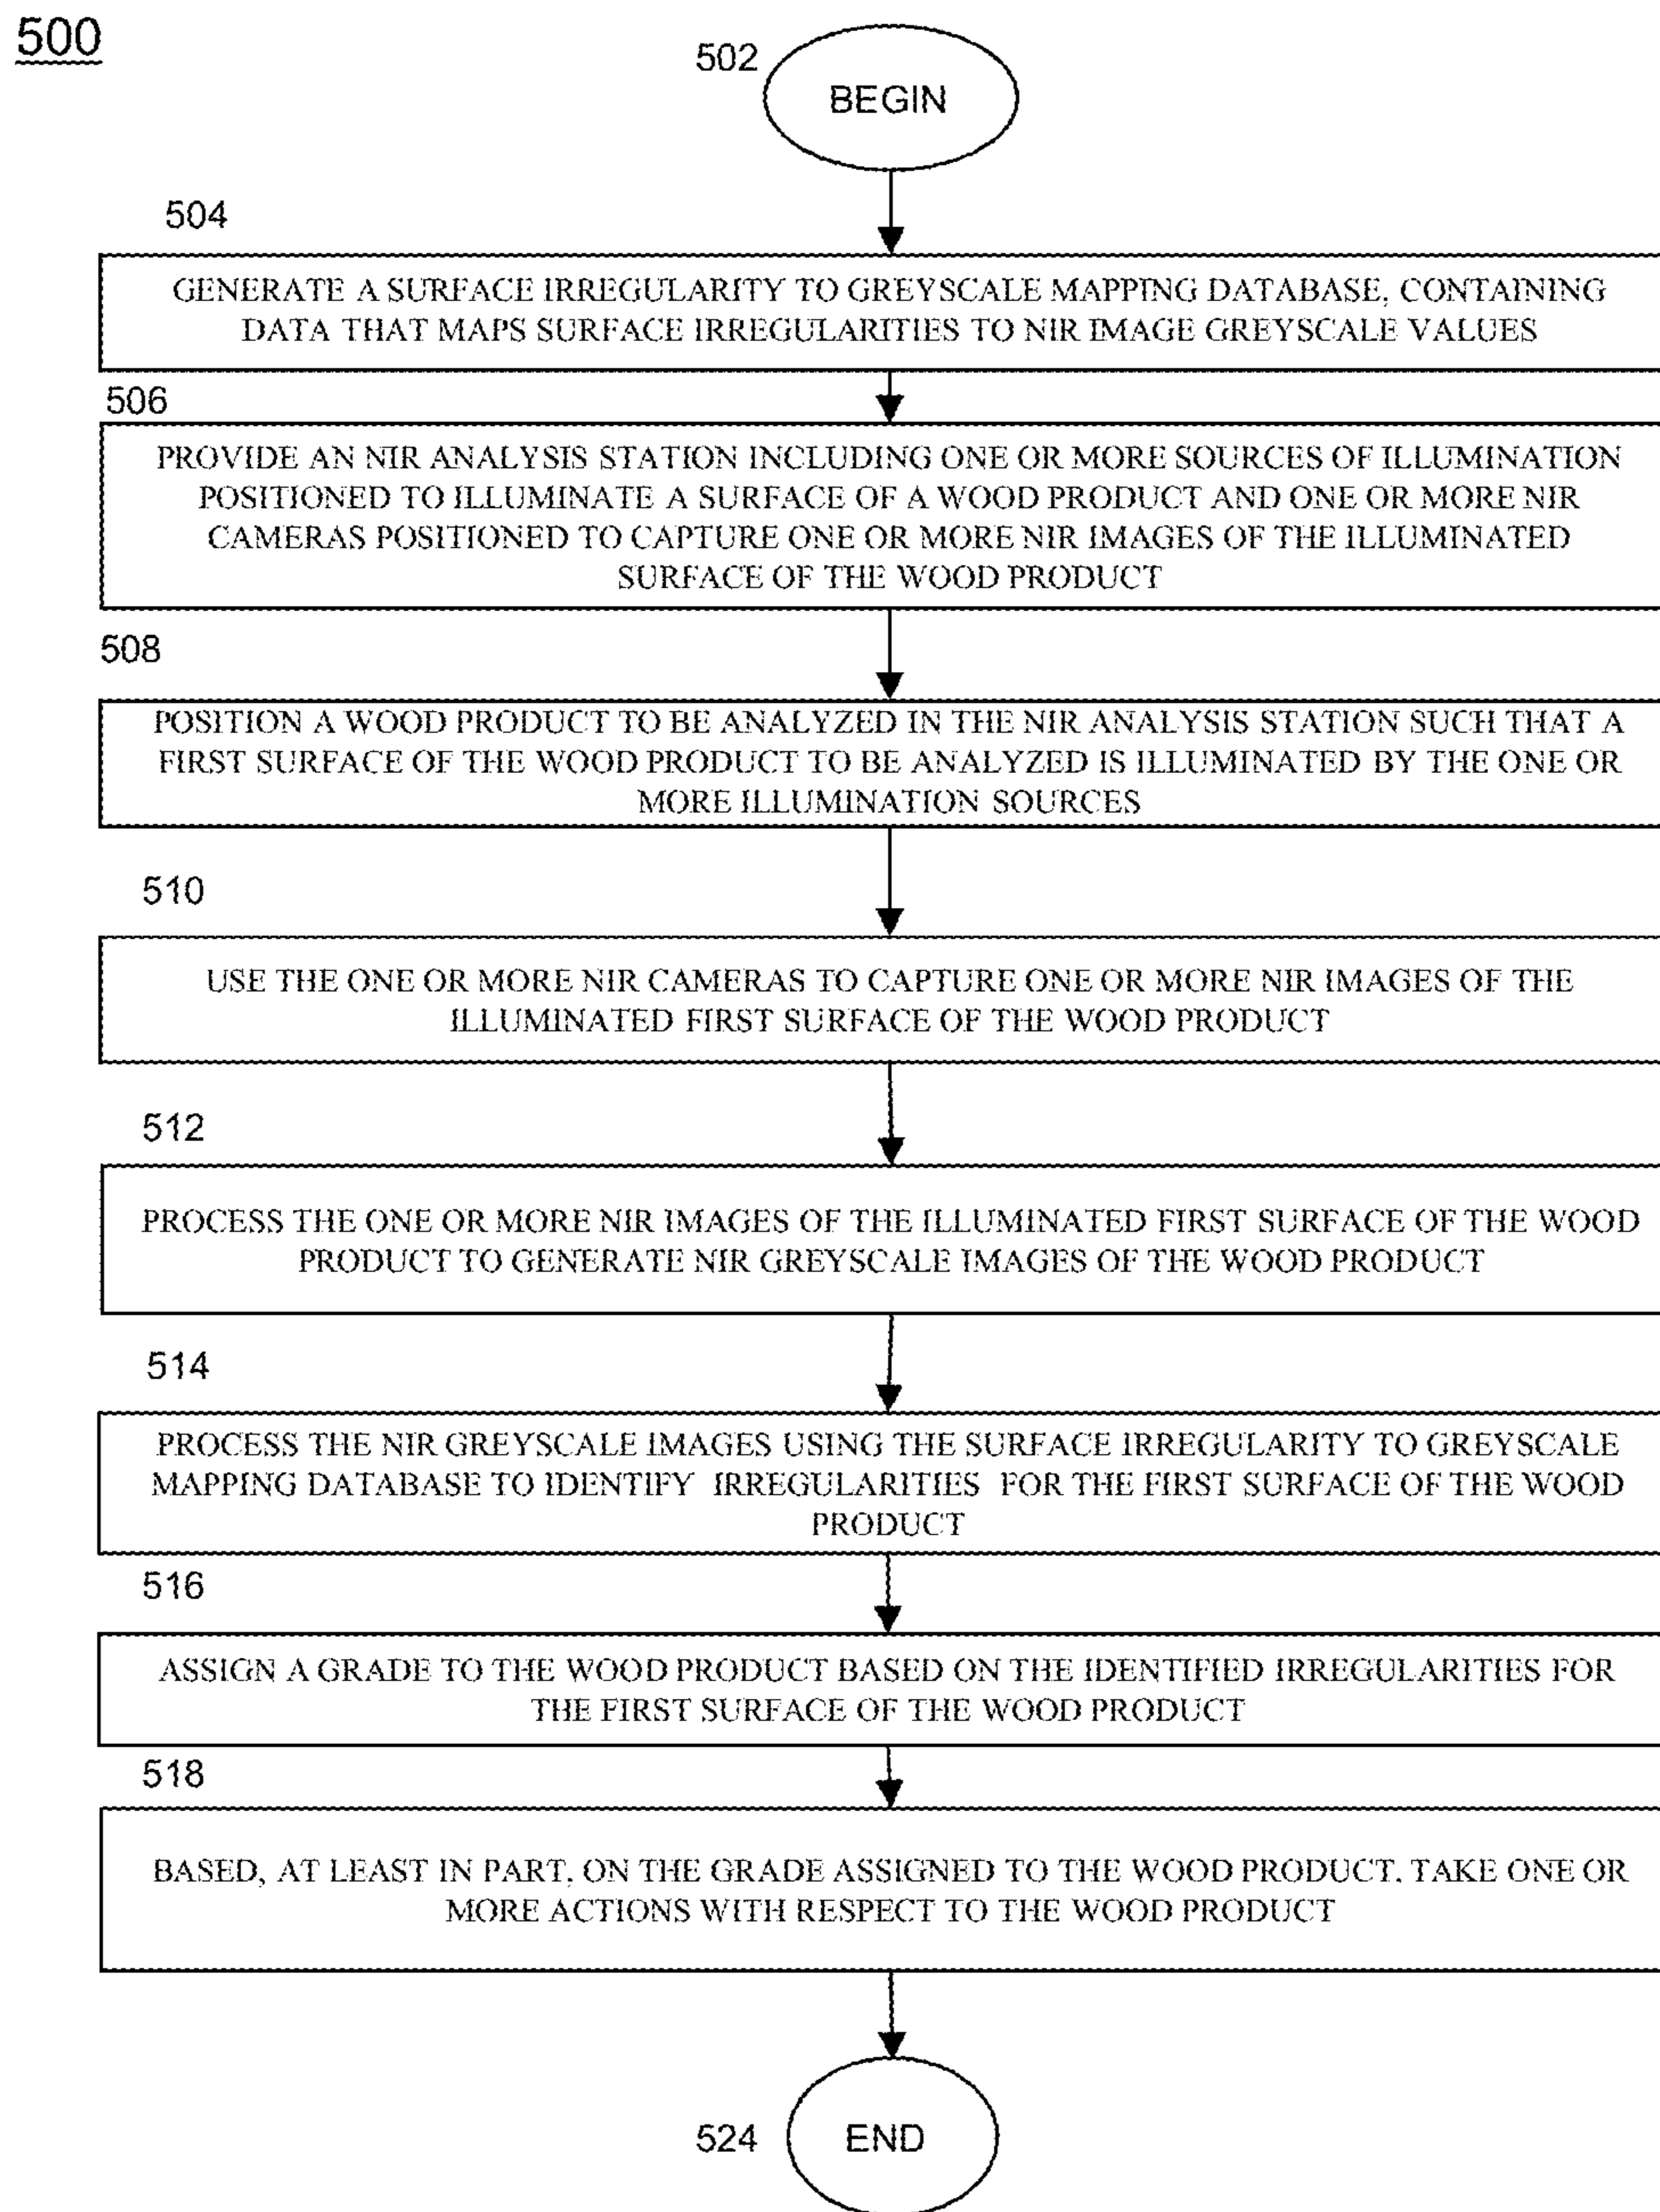 500
502
BEGIN
504
GENERATE A SURFACE IRREGULARITY TO GREYSCALE MAPPING DATABASE, CONTAINING
DATA THAT MAPS SURFACE IRREGULARITIES TO NIR IMAGE GREYSCALE VALUES
506
PROVIDE AN NIR ANALYSIS STATION INCLUDING ONE OR MORE SOURCES OF ILLUMINATION
POSITIONED TO ILLUMINATE A SURFACE OF A WOOD PRODUCT AND ONE OR MORE NIR
CAMERAS POSITIONED TO CAPTURE ONE OR MORE NIR IMAGES OF THE ILLUMINATED
SURFACE OF THE WOOD PRODUCT
508
POSITION A WOOD PRODUCT TO BE ANALYZED IN THE NIR ANALYSIS STATION SUCH THAT A
FIRST SURFACE OF THE WOOD PRODUCT TO BE ANALYZED IS ILLUMINATED BY THE ONE OR
MORE ILLUMINATION SOURCES
510
USE THE ONE OR MORE NIR CAMERAS TO CAPTURE ONE OR MORE NIR IMAGES OF THE
ILLUMINATED FIRST SURFACE OF THE WOOD PRODUCT
512
PROCESS THE ONE OR MORE NIR IMAGES OF THE ILLUMINATED FIRST SURFACE OF THE WOOD
PRODUCT TO GENERATE NIR GREYSCALE IMAGES OF THE WOOD PRODUCT
514
PROCESS THE NIR GREYSCALE IMAGES USING THE SURFACE IRREGULARITY TO GREYSCALE
MAPPING DATABASE TO IDENTIFY IRREGULARITIES FOR THE FIRST SURFACE OF THE WOOD
PRODUCT
516
ASSIGN A GRADE TO THE WOOD PRODUCT BASED ON THE IDENTIFIED IRREGULARITIES FOR
THE FIRST SURFACE OF THE WOOD PRODUCT
518
BASED, AT LEAST IN PART, ON THE GRADE ASSIGNED TO THE WOOD PRODUCT, TAKE ONE OR
MORE ACTIONS WITH RESPECT TO THE WOOD PRODUCT
524
END